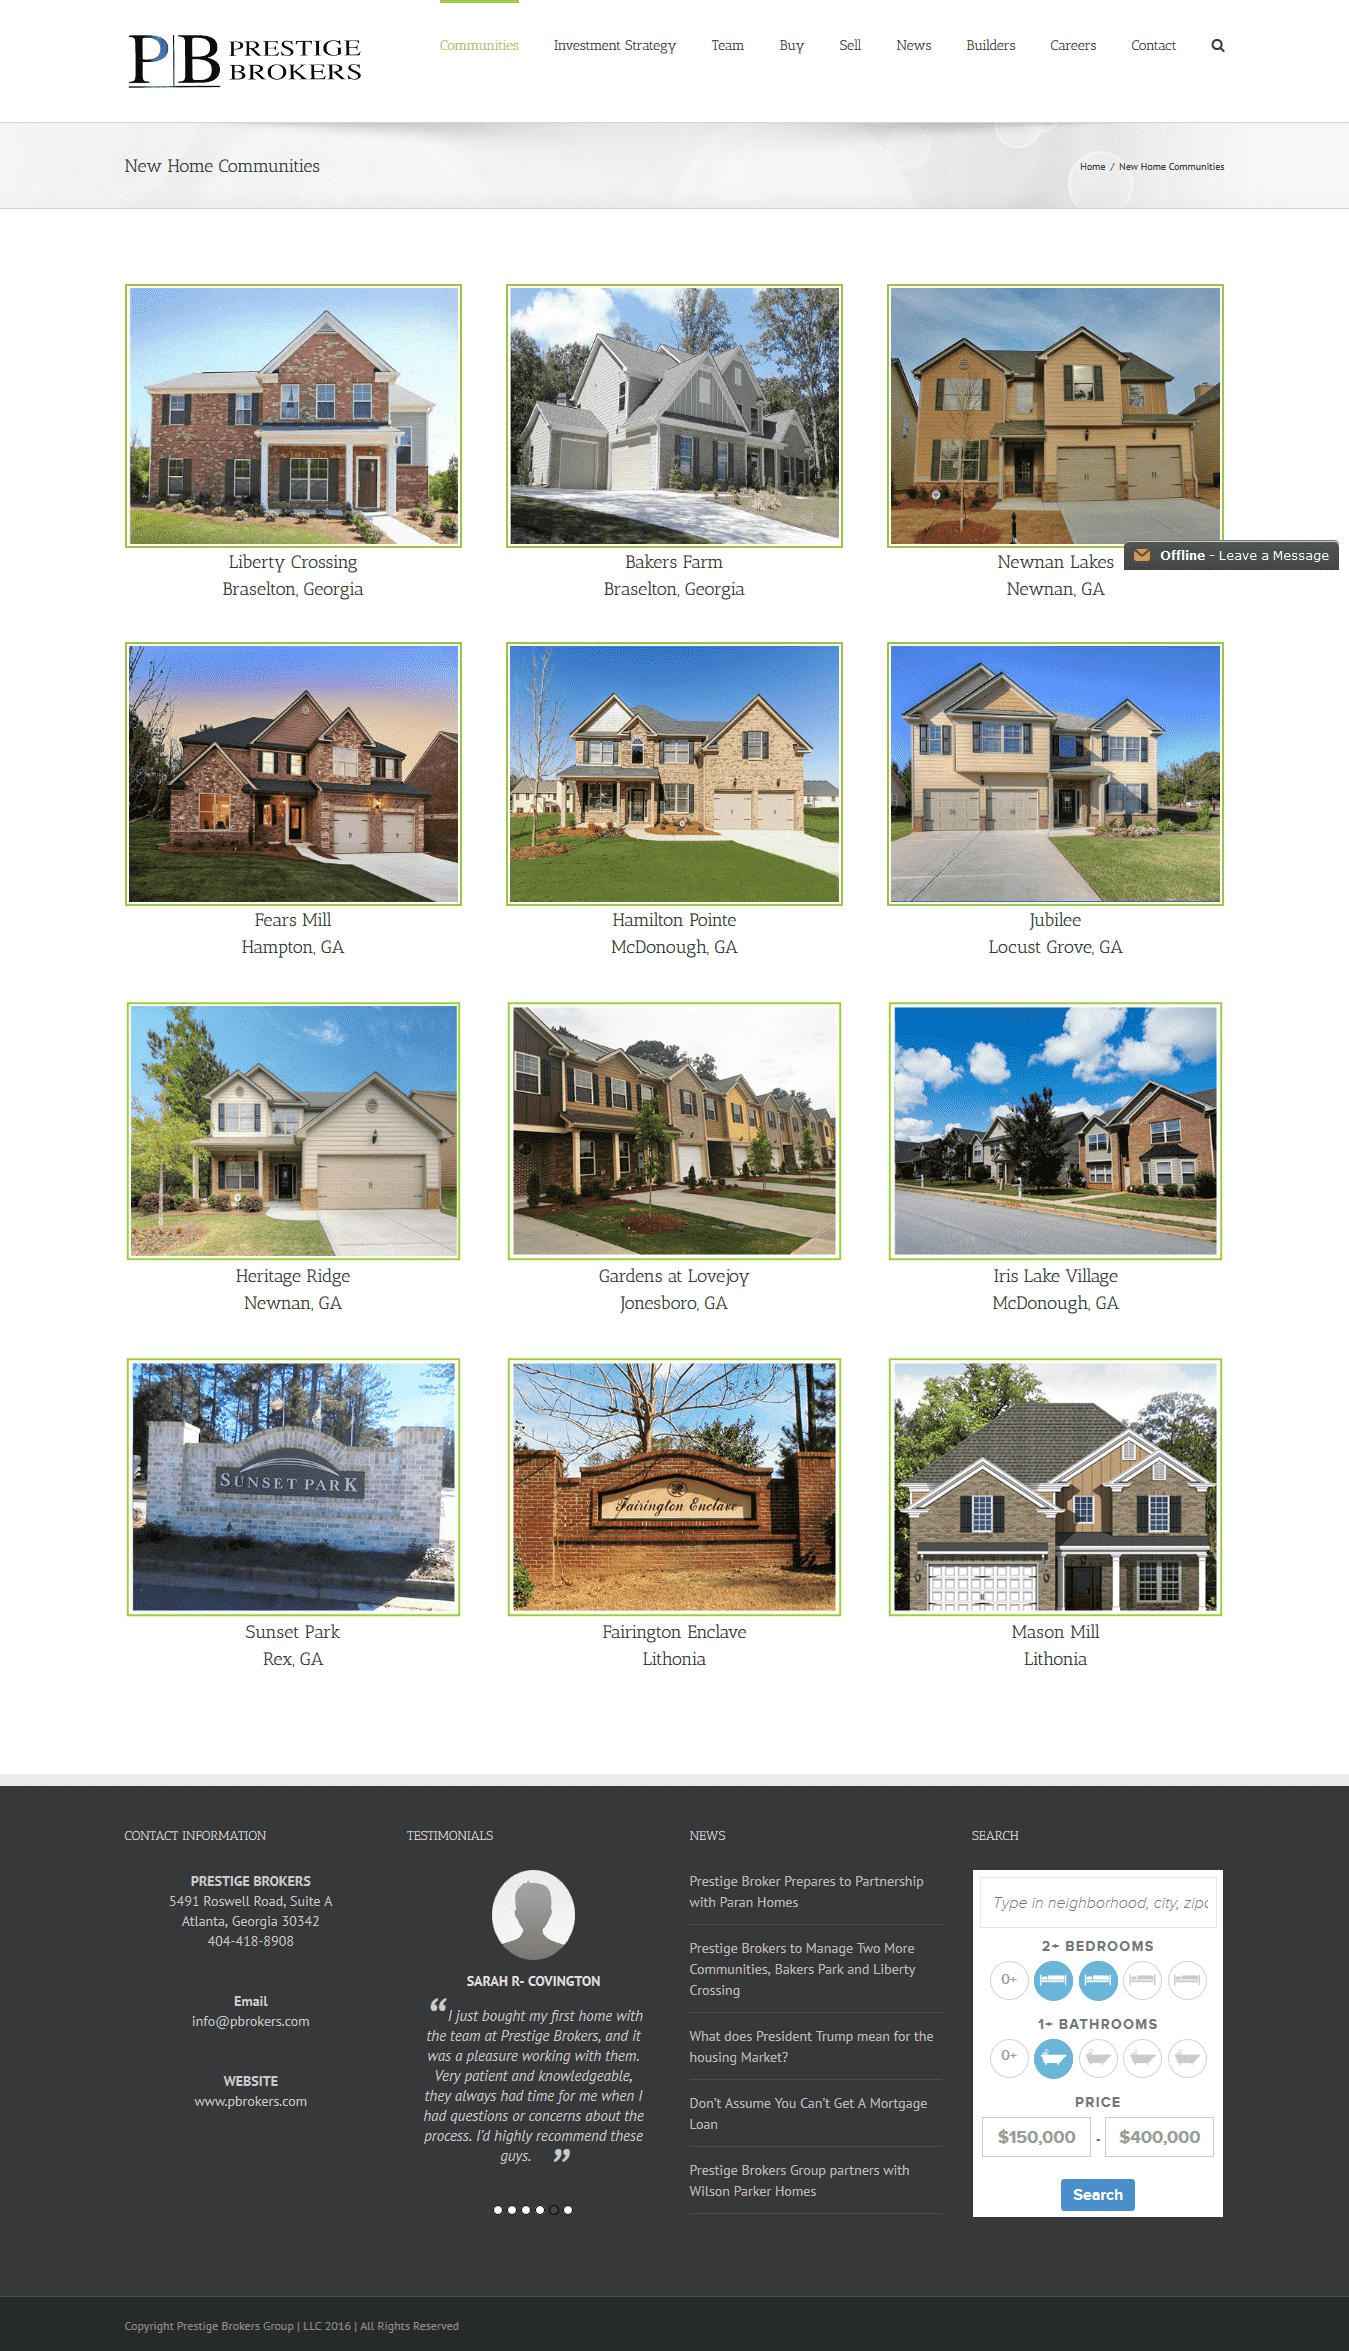 P|B PRESTIGE
BROKERS
Communities Investment Strategy Team Buy Sell News Builders Careers Contact
New Home Communities
Home / New Home Communities
Liberty Crossing
Braselton, Georgia
Bakers Farm
Braselton, Georgia
Newnan Lakes
Newnan, GA
Offline - Leave a Message
Fears Mill
Hampton, GA
Hamilton Pointe
McDonough, GA
Jubilee
Locust Grove, GA
Heritage Ridge
Newnan, GA
Gardens at Lovejoy
Jonesboro, GA
Iris Lake Village
McDonough, GA
SUNSET PARK
Sunset Park
Rex, GA
Fairington Enclave
Fairington Enclave
Lithonia
Mason Mill
Lithonia
CONTACT INFORMATION
PRESTIGE BROKERS
5491 Roswell Road, Suite A
Atlanta, Georgia 30342
404-418-8908
Email
info@pbrokers.com
WEBSITE
www.pbrokers.com
TESTIMONIALS
SARAH R- COVINGTON
“I just bought my first home with
the team at Prestige Brokers, and it
was a pleasure working with them.
Very patient and knowledgeable,
they always had time for me when I
had questions or concerns about the
process. I'd highly recommend these
guys. ”
NEWS
Prestige Broker Prepares to Partnership
with Paran Homes
Prestige Brokers to Manage Two More
Communities, Bakers Park and Liberty
Crossing
What does President Trump mean for the
housing Market?
Don't Assume You Can't Get A Mortgage
Loan
Prestige Brokers Group partners with
Wilson Parker Homes
SEARCH
Type in neighborhood, city, zipc
2+ BEDROOMS
0+
1+ BATHROOMS
0+
PRICE
$150,000 - $400,000
Search
Copyright Prestige Brokers Group | LLC 2016 | All Rights Reserved